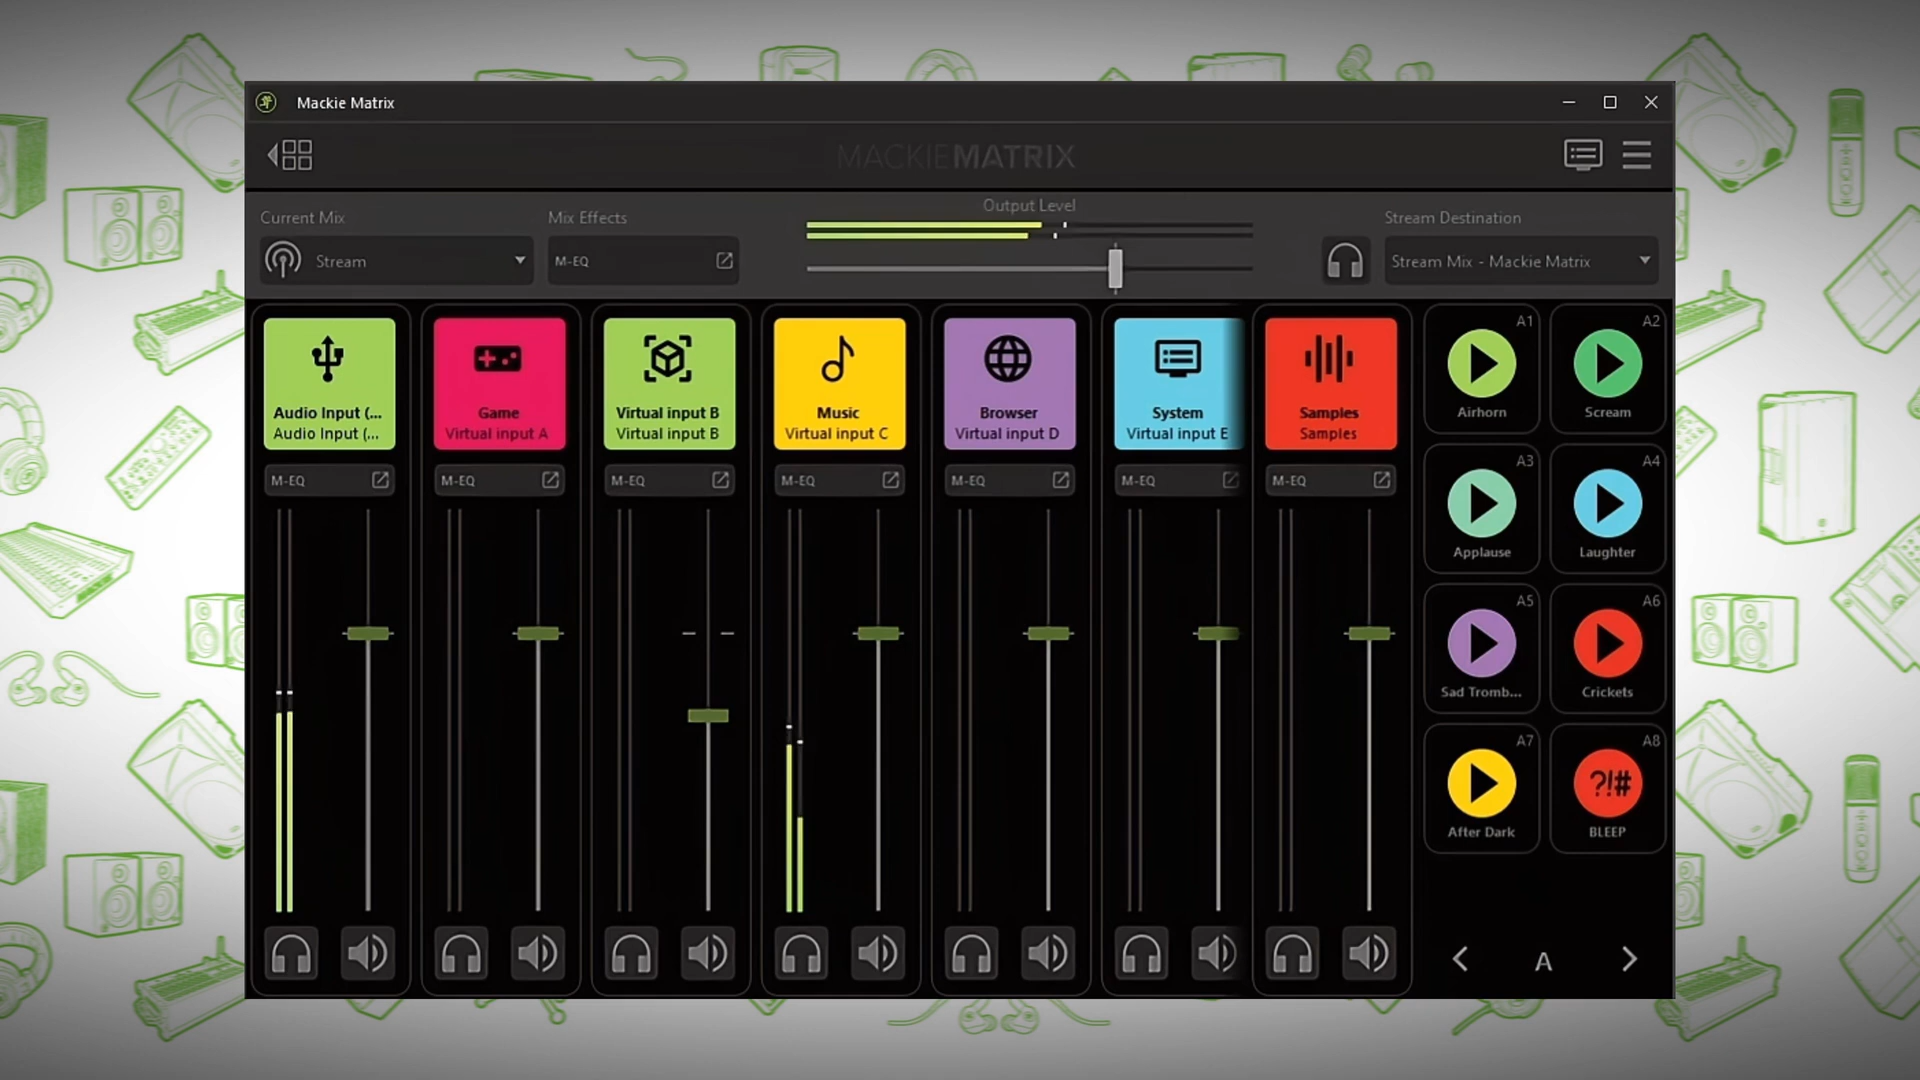 Mackie Matrix
MACKIEMATRIX
Current Mix
Stream
Mix Effects
M-EQ
Output Level
Stream Destination
Stream Mix - Mackie Matrix
Audio Input (...
Audio Input (...
Game
Virtual input A
Virtual input B
Virtual input B
Music
Virtual input C
Browser
Virtual input D
System
Virtual input E
Samples
Samples
M-EQ
M-EQ
M-EQ
M-EQ
M-EQ
M-EQ
M-EQ
A1
Airhorn
A2
Scream
A3
Applause
A4
Laughter
A5
Sad Tromb...
A6
Crickets
A7
After Dark
A8
?!#
BLEEP
A